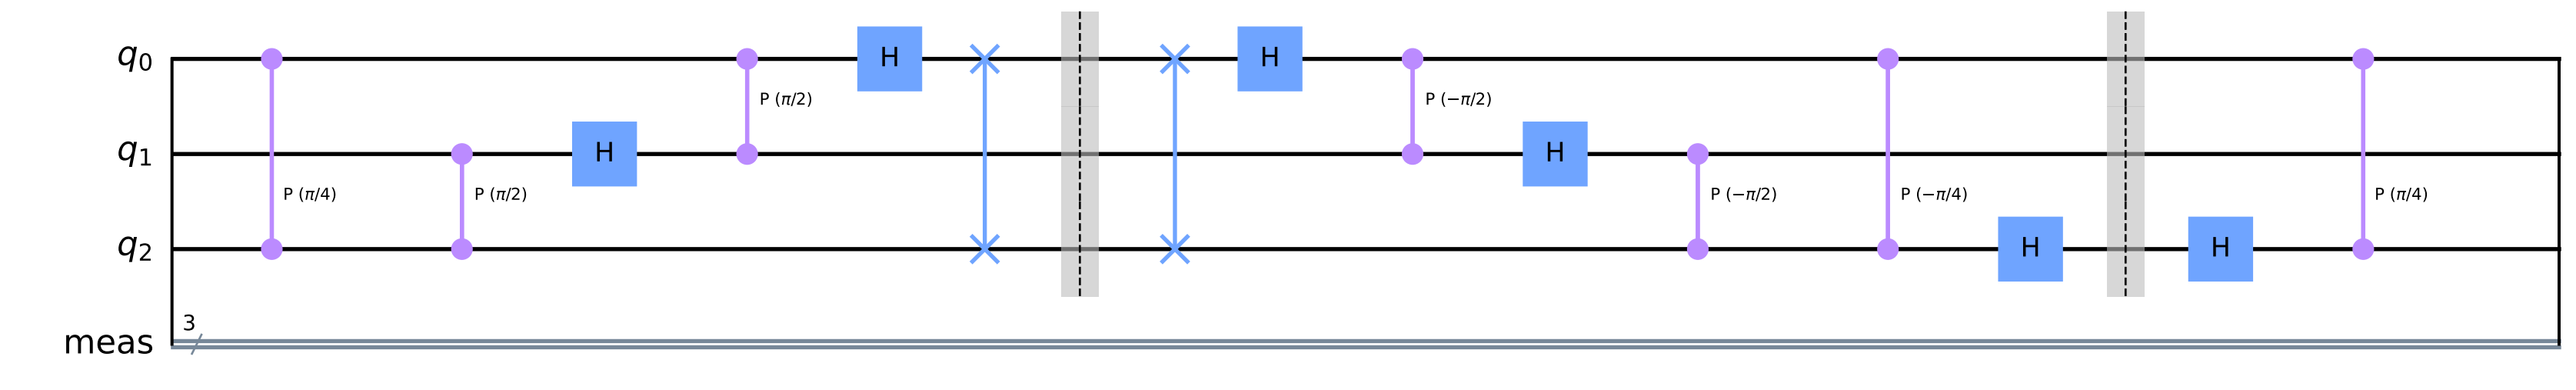 q0 H H
P (π/2) P (−π/2)
q1 H H
P (π/4) P (π/2) P (−π/2) P (−π/4) P (π/4)
q2 H H
3
meas